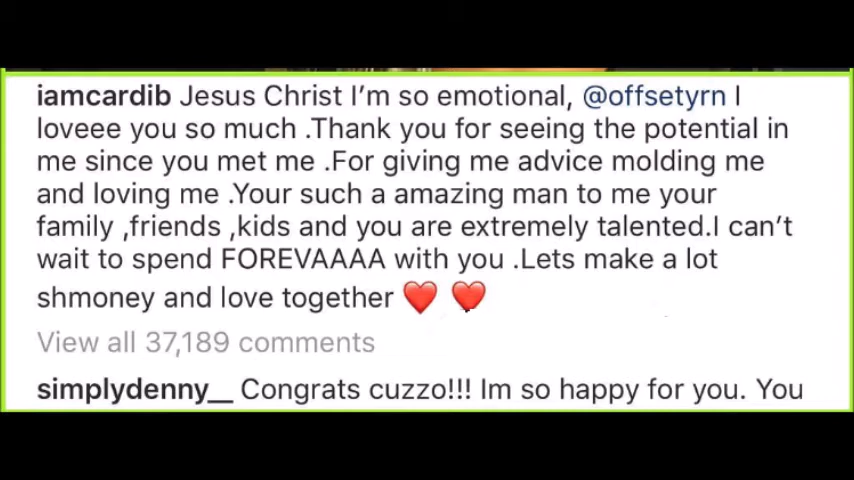 iamcardib Jesus Christ I’m so emotional, @offsetyrn I
loveee you so much .Thank you for seeing the potential in
me since you met me .For giving me advice molding me
and loving me .Your such a amazing man to me your
family ,friends ,kids and you are extremely talented.I can’t
wait to spend FOREVAAAA with you .Lets make a lot
shmoney and love together ❤️ ❤️
View all 37,189 comments
simplydenny__ Congrats cuzzo!!! Im so happy for you. You